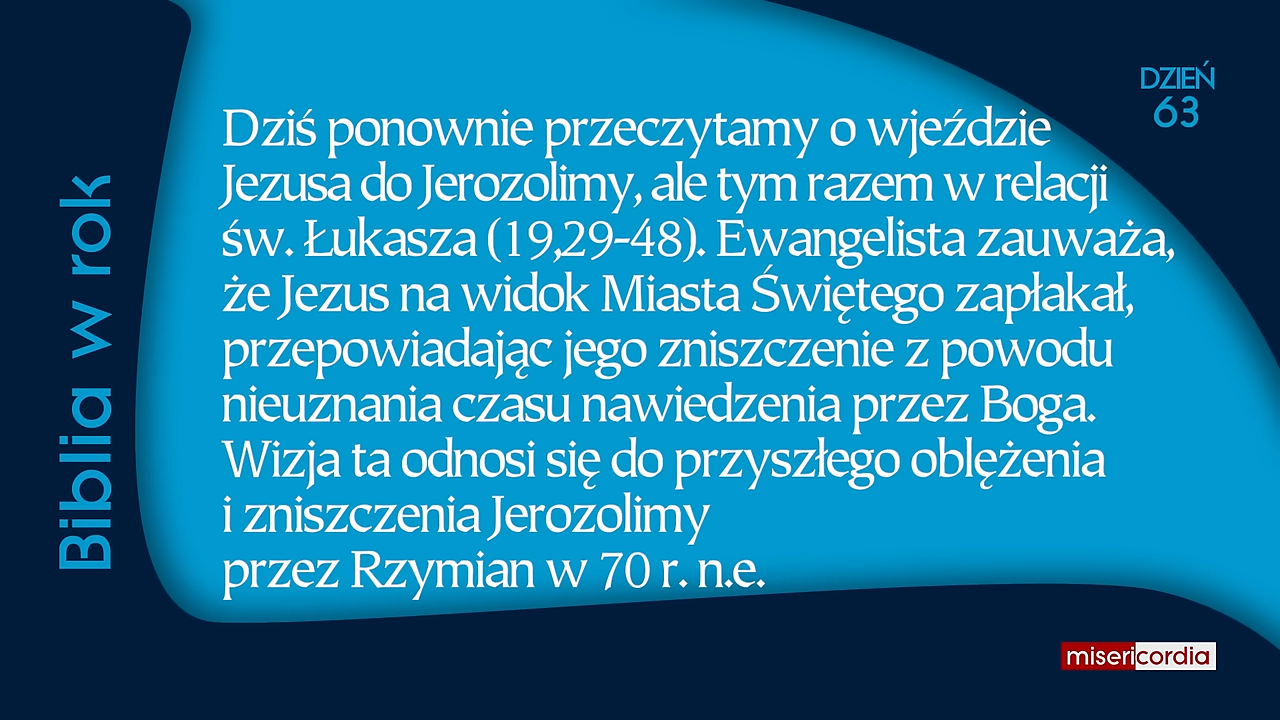 DZIEŃ
63
Biblia w rok
Dziś ponownie przeczytamy o wjeździe
Jezusa do Jerozolimy, ale tym razem w relacji
św. Łukasza (19,29-48). Ewangelista zauważa,
że Jezus na widok Miasta Świętego zapłakał,
przepowiadając jego zniszczenie z powodu
nieuznania czasu nawiedzenia przez Boga.
Wizja ta odnosi się do przyszłego oblężenia
i zniszczenia Jerozolimy
przez Rzymian w 70 r. n.e.
misericordia